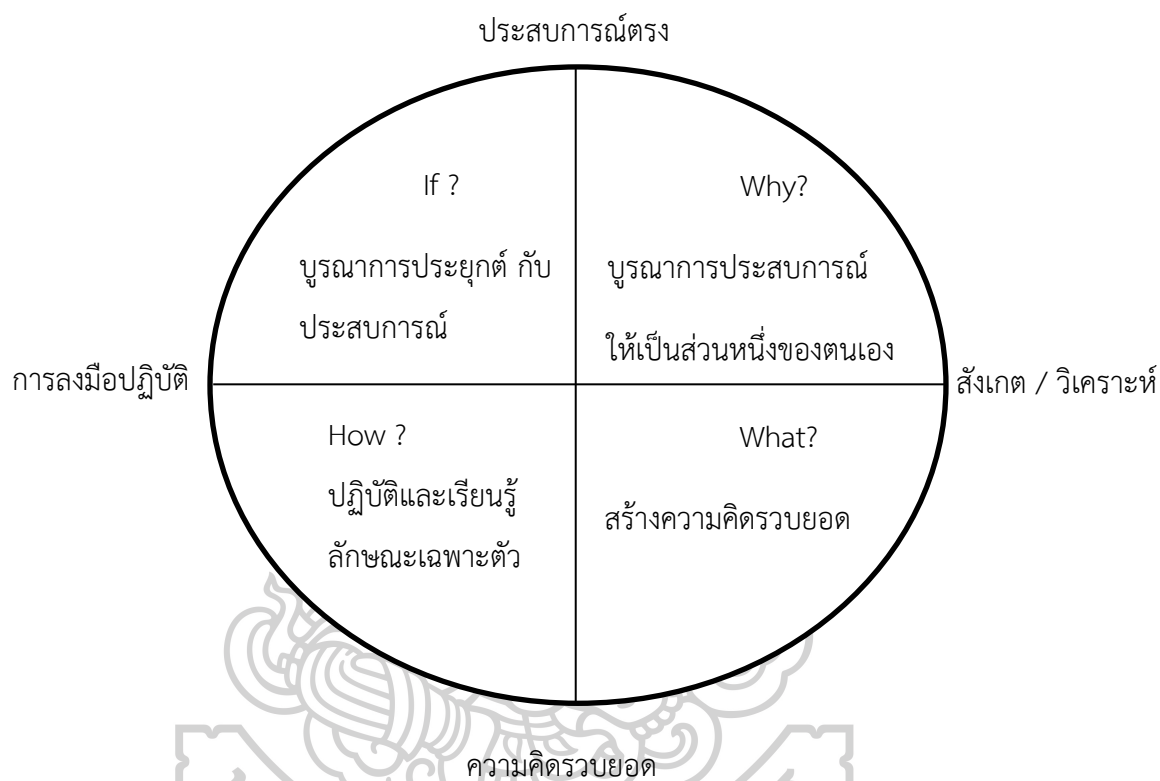 ประสบการณ์ตรง
If ?
บูรณาการประยุกต์ กับ
ประสบการณ์
Why?
บูรณาการประสบการณ์
ให้เป็นส่วนหนึ่งของตนเอง
การลงมือปฏิบัติ
สังเกต / วิเคราะห์
How ?
ปฏิบัติและเรียนรู้
ลักษณะเฉพาะตัว
What?
สร้างความคิดรวบยอด
ความคิดรวบยอด